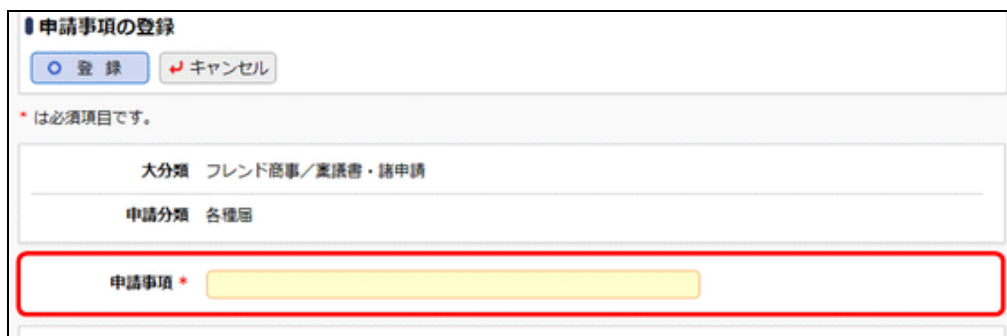 申請事項の登録
登 録 キャンセル
* は必須項目です。
大分類 フレンド商事／稟議書・諸申請
申請分類 各種届
申請事項 *